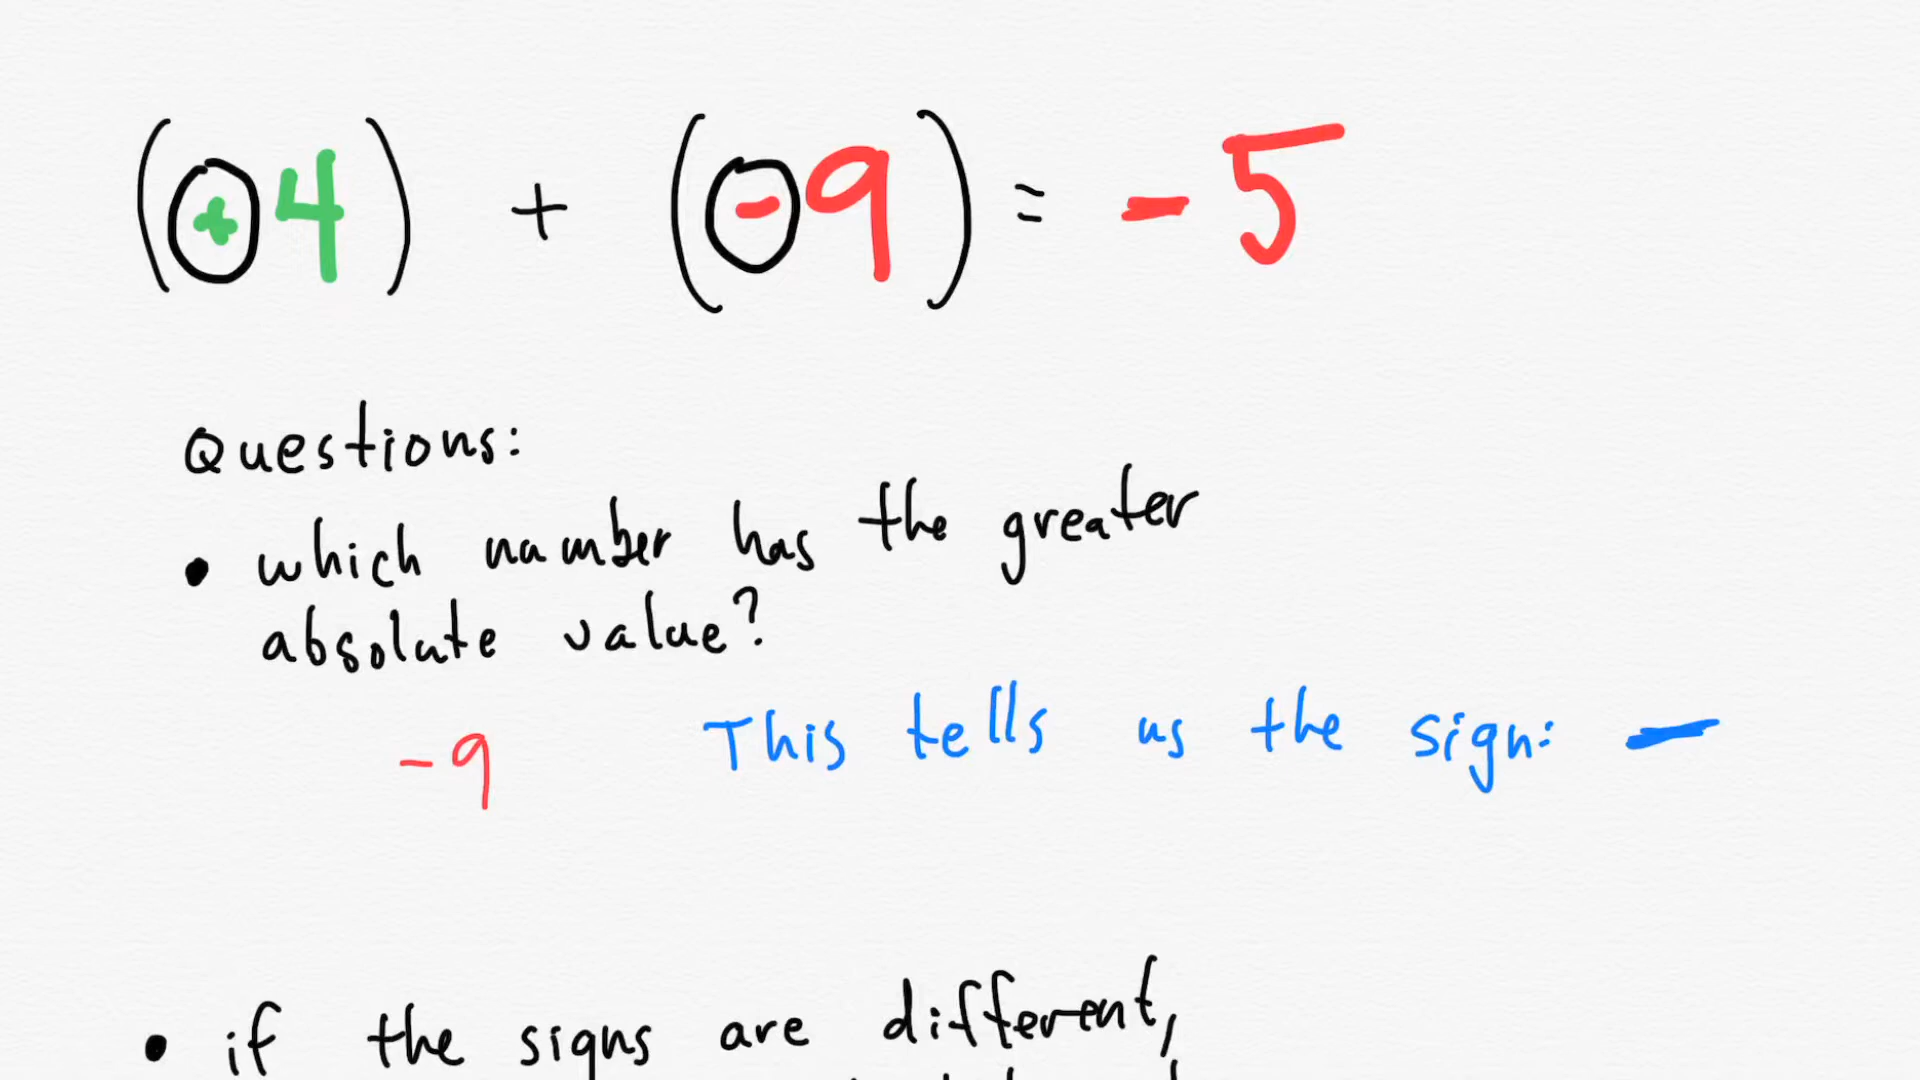 (+4) + (-9) = -5
Questions:
• which number has the greater
absolute value?
-9 This tells us the sign: -
• if the signs are different,